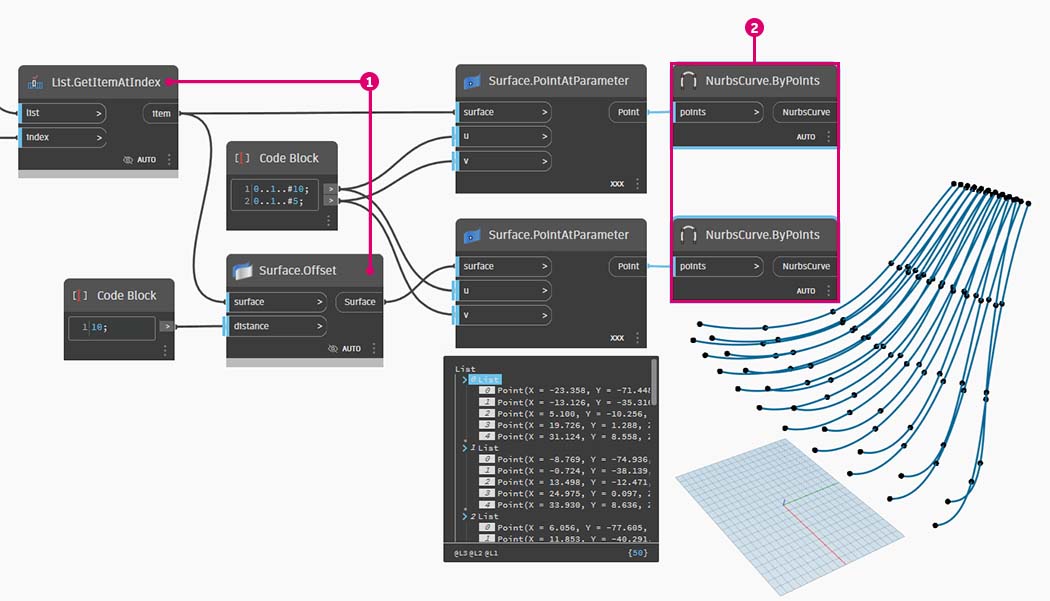 2
1
List.GetItemAtIndex
list >
Item
index >
AUTO
Code Block
1 0..1..#10; >
2 0..1..#5; >
Surface.PointAtParameter
surface >
Point
u >
v >
XXX
NurbsCurve.ByPoints
points >
NurbsCurve
AUTO
Surface.PointAtParameter
surface >
Point
u >
v >
XXX
NurbsCurve.ByPoints
points >
NurbsCurve
AUTO
Surface.Offset
surface >
Surface
distance >
AUTO
Code Block
1 10; >
List
0 List
0 Point(X = -23.358, Y = -71.448
1 Point(X = -13.126, Y = -35.310
2 Point(X = 5.100, Y = -10.256,
3 Point(X = 19.726, Y = 1.288, Z
4 Point(X = 31.124, Y = 8.558, Z
1 List
0 Point(X = -8.769, Y = -74.936,
1 Point(X = -0.724, Y = -38.139,
2 Point(X = 13.498, Y = -12.471,
3 Point(X = 24.975, Y = 0.097, Z
4 Point(X = 33.930, Y = 8.636, Z
2 List
0 Point(X = 6.056, Y = -77.605,
1 Point(X = 11.853, Y = -40.291,
@L3 @L2 @L1 {50}